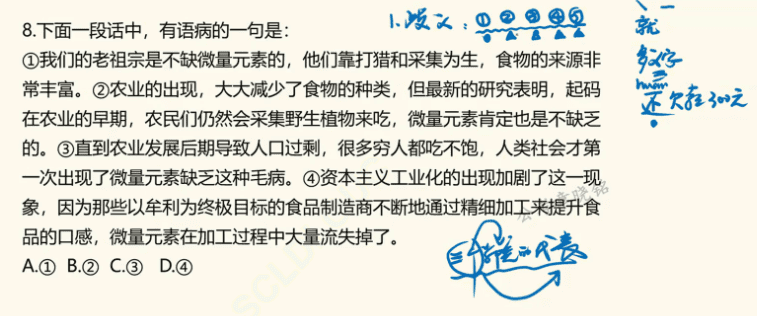 8.下面一段话中，有语病的一句是：
①我们的老祖宗是不缺微量元素的，他们靠打猎和采集为生，食物的来源非
常丰富。②农业的出现，大大减少了食物的种类，但最新的研究表明，起码
在农业的早期，农民们仍然会采集野生植物来吃，微量元素肯定也是不缺乏
的。③直到农业发展后期导致人口过剩，很多穷人都吃不饱，人类社会才第
一次出现了微量元素缺乏这种毛病。④资本主义工业化的出现加剧了这一现
象，因为那些以牟利为终极目标的食品制造商不断地通过精细加工来提升食
品的口感，微量元素在加工过程中大量流失掉了。
A.① B.② C.③ D.④
1.歧义：①②③④⑤
就
多义字
还欠款300元
三 的代表
SCLD